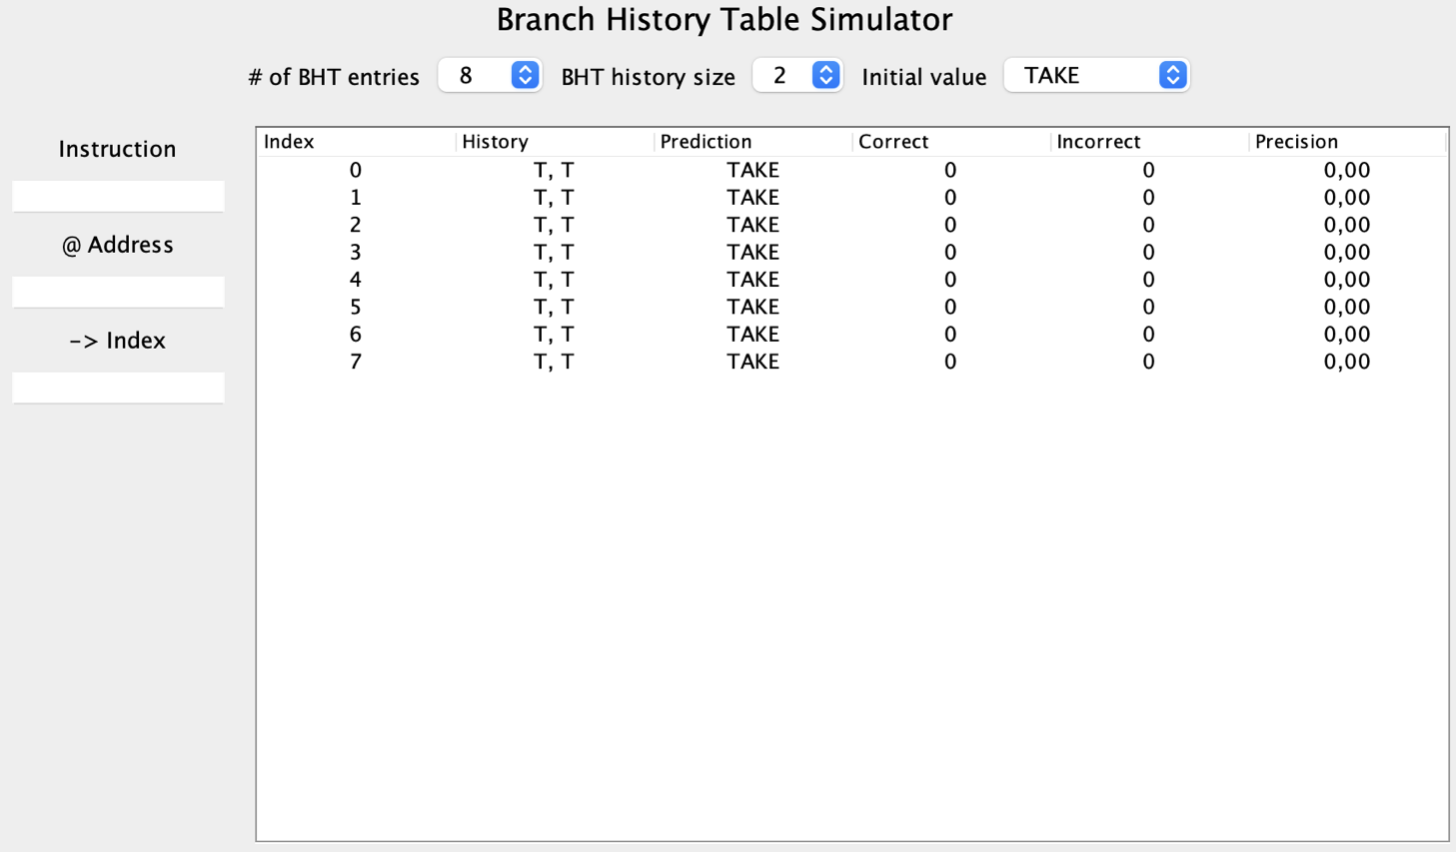 Branch History Table Simulator
# of BHT entries 8 BHT history size 2 Initial value TAKE
Instruction
@ Address
-> Index
Index History Prediction Correct Incorrect Precision
0 T, T TAKE 0 0 0,00
1 T, T TAKE 0 0 0,00
2 T, T TAKE 0 0 0,00
3 T, T TAKE 0 0 0,00
4 T, T TAKE 0 0 0,00
5 T, T TAKE 0 0 0,00
6 T, T TAKE 0 0 0,00
7 T, T TAKE 0 0 0,00